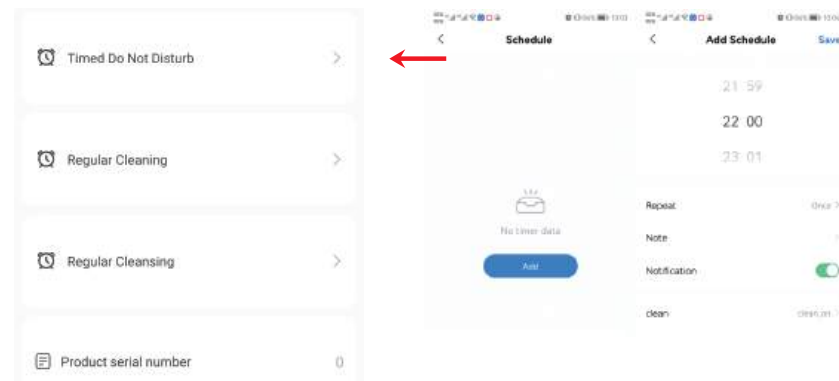 Timed Do Not Disturb
Regular Cleaning
Regular Cleansing
Product serial number 0
Schedule
No timer data
Add
Add Schedule
Save
21 59
22 00
23 01
Repeat Once
Note
Notification
clean